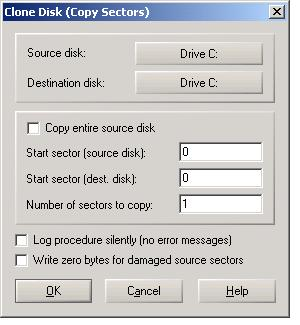 Clone Disk (Copy Sectors)
Source disk: Drive C:
Destination disk: Drive C:
Copy entire source disk
Start sector (source disk): 0
Start sector (dest. disk): 0
Number of sectors to copy: 1
Log procedure silently (no error messages)
Write zero bytes for damaged source sectors
OK Cancel Help